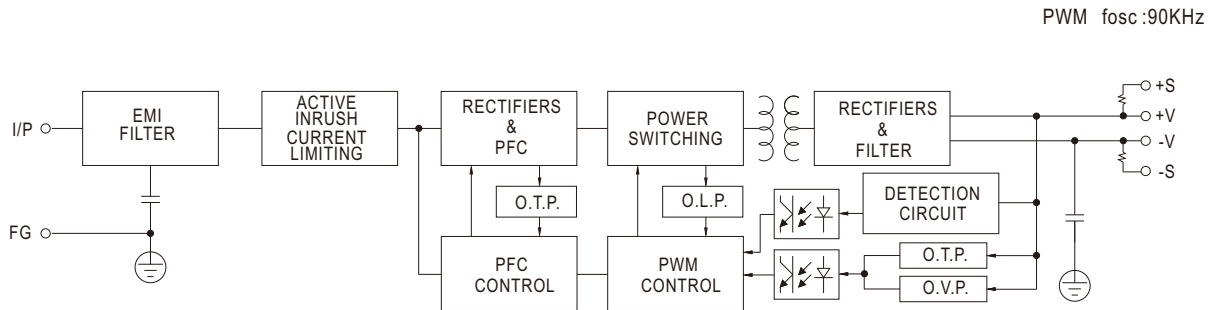 PWM fosc :90KHz
I/P
EMI
FILTER
ACTIVE
INRUSH
CURRENT
LIMITING
RECTIFIERS
&
PFC
POWER
SWITCHING
RECTIFIERS
&
FILTER
+S
+V
-V
-S
O.T.P.
O.L.P.
DETECTION
CIRCUIT
FG
PFC
CONTROL
PWM
CONTROL
O.T.P.
O.V.P.